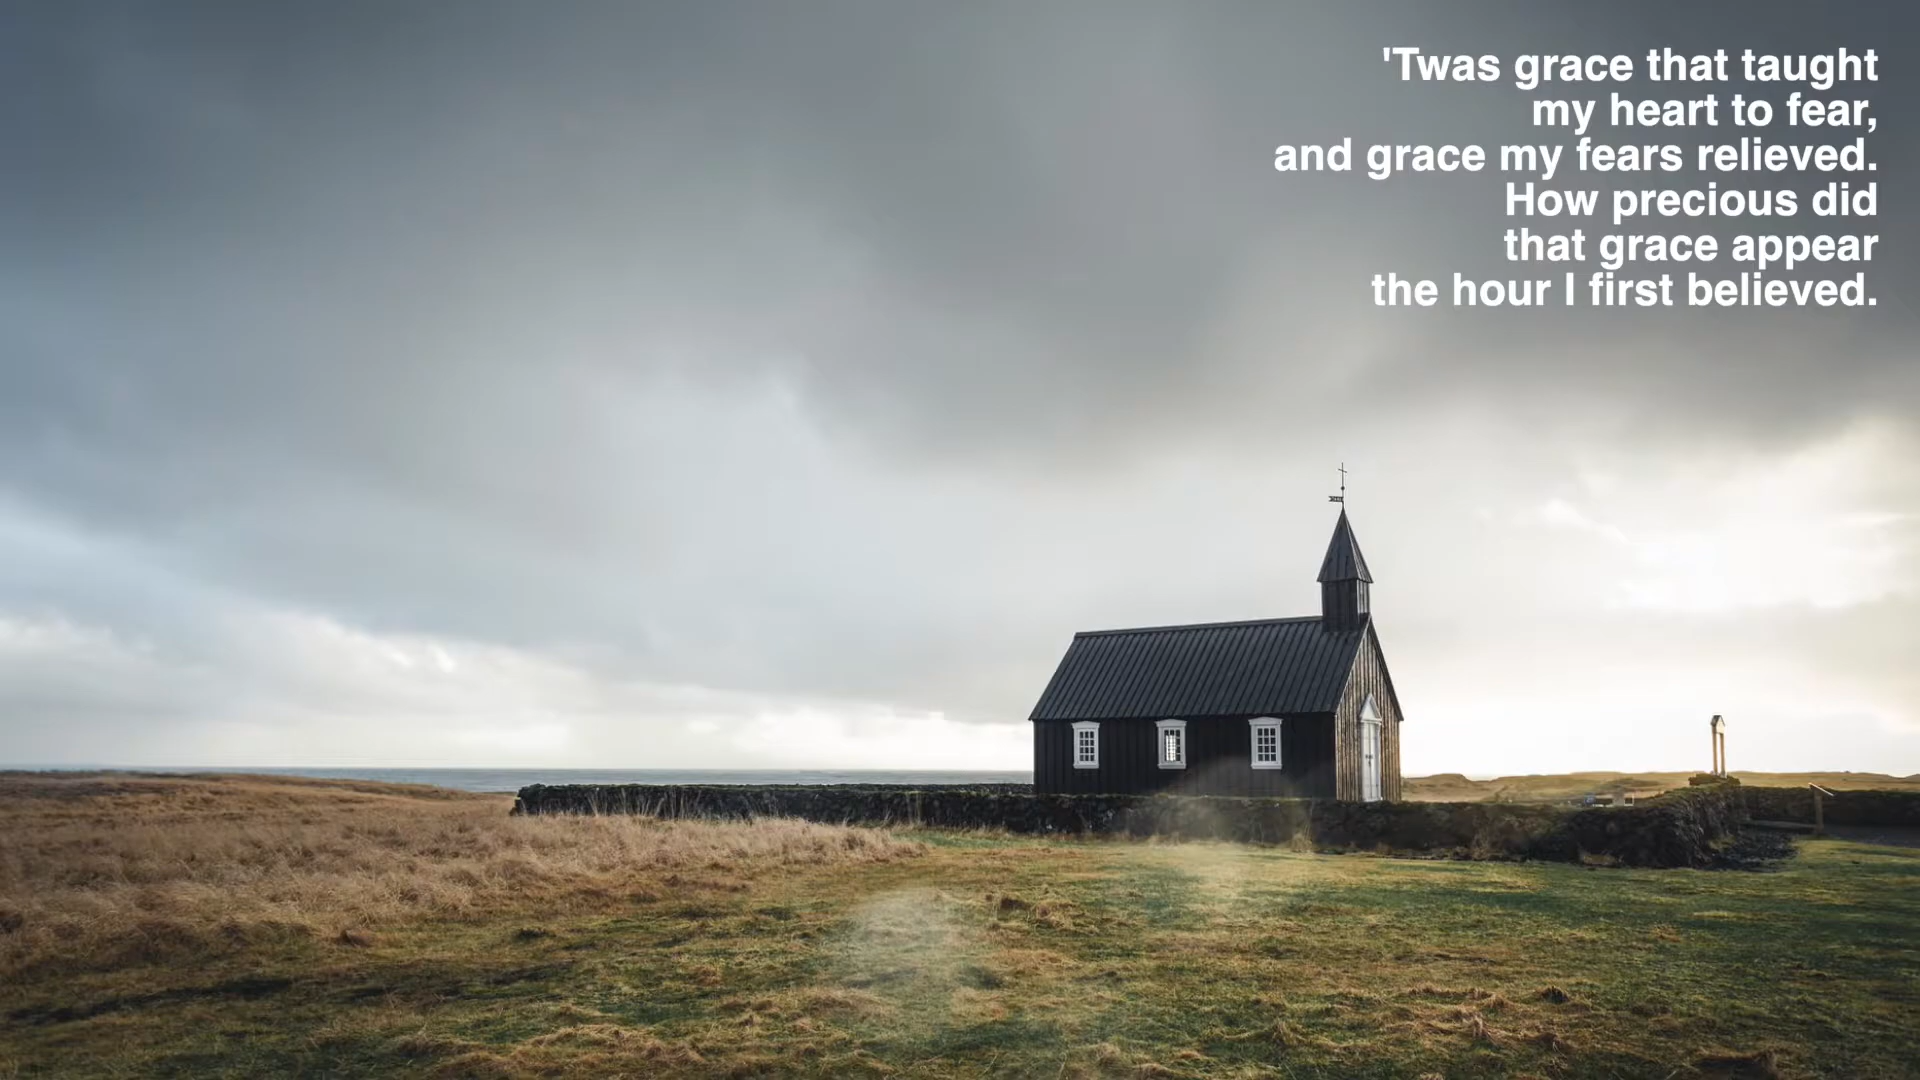 'Twas grace that taught
my heart to fear,
and grace my fears relieved.
How precious did
that grace appear
the hour I first believed.